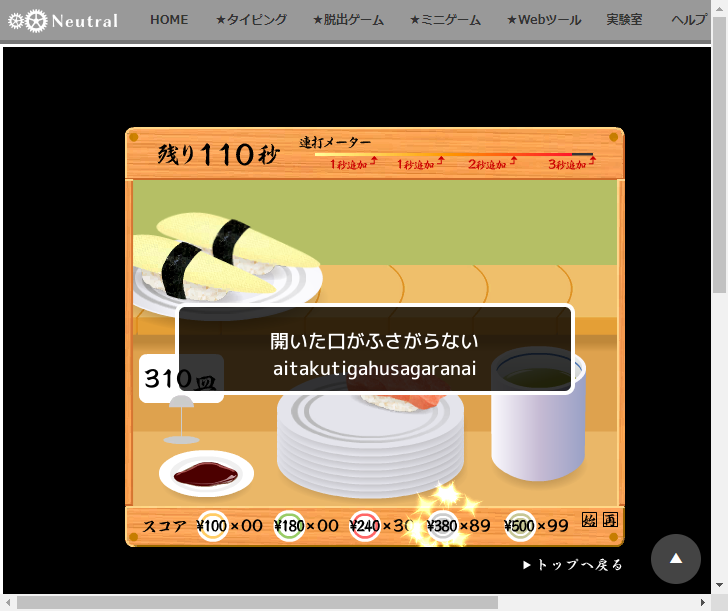 Neutral HOME ★タイピング ★脱出ゲーム ★ミニゲーム ★Webツール 実験室 ヘルプ
残り110秒 連打メーター
1秒追加 1秒追加 2秒追加 3秒追加
開いた口がふさがらない
aitakutigahusagaranai
310皿
スコア ¥100×00 ¥180×00 ¥240×30 ¥380×89 ¥500×99 始 再
▶トップへ戻る
▲